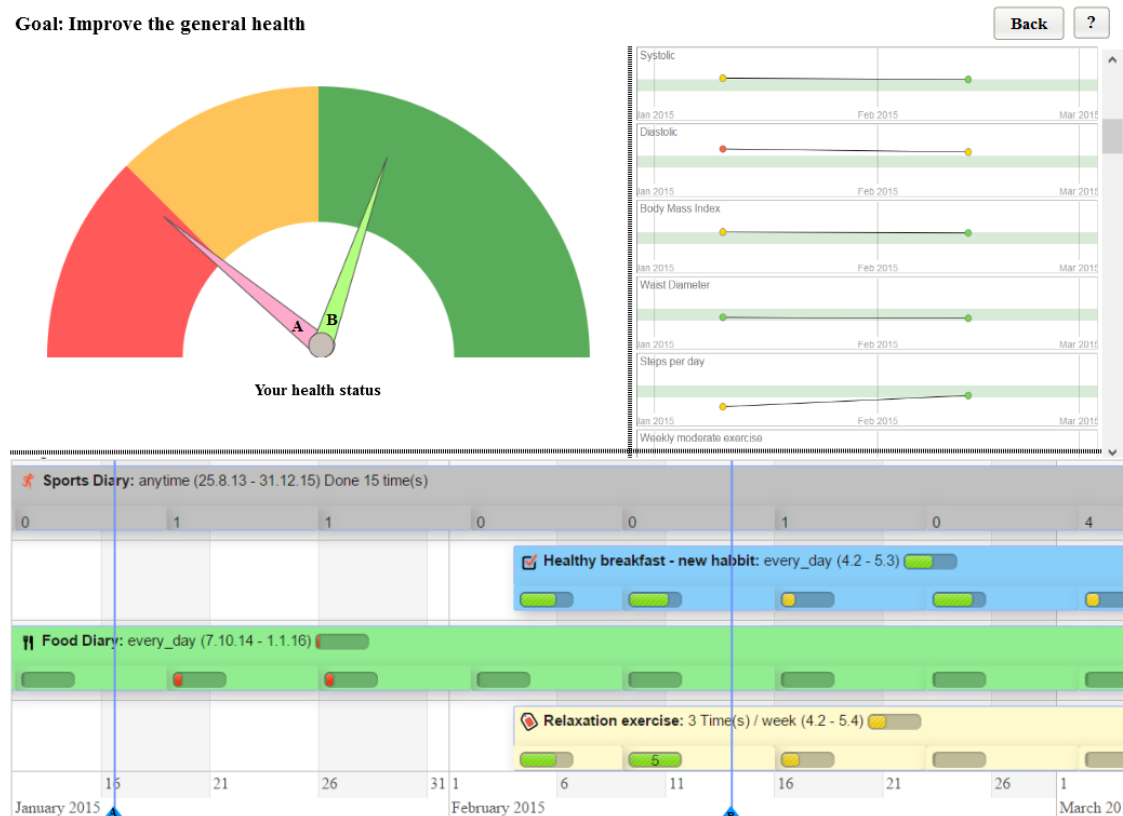 Goal: Improve the general health
Back
?
A
B
Your health status
Systolic
Jan 2015
Feb 2015
Mar 2015
Diastolic
Jan 2015
Feb 2015
Mar 2015
Body Mass Index
Jan 2015
Feb 2015
Mar 2015
Waist Diameter
Jan 2015
Feb 2015
Mar 2015
Steps per day
Jan 2015
Feb 2015
Mar 2015
Weekly moderate exercise
Sports Diary: anytime (25.8.13 - 31.12.15) Done 15 time(s)
0 1 1 0 0 1 0 4
Healthy breakfast - new habbit: every_day (4.2 - 5.3)
Food Diary: every_day (7.10.14 - 1.1.16)
Relaxation exercise: 3 Time(s) / week (4.2 - 5.4)
5
16 21 26 31 1 6 11 16 21 26 1
January 2015 February 2015 March 20
A B